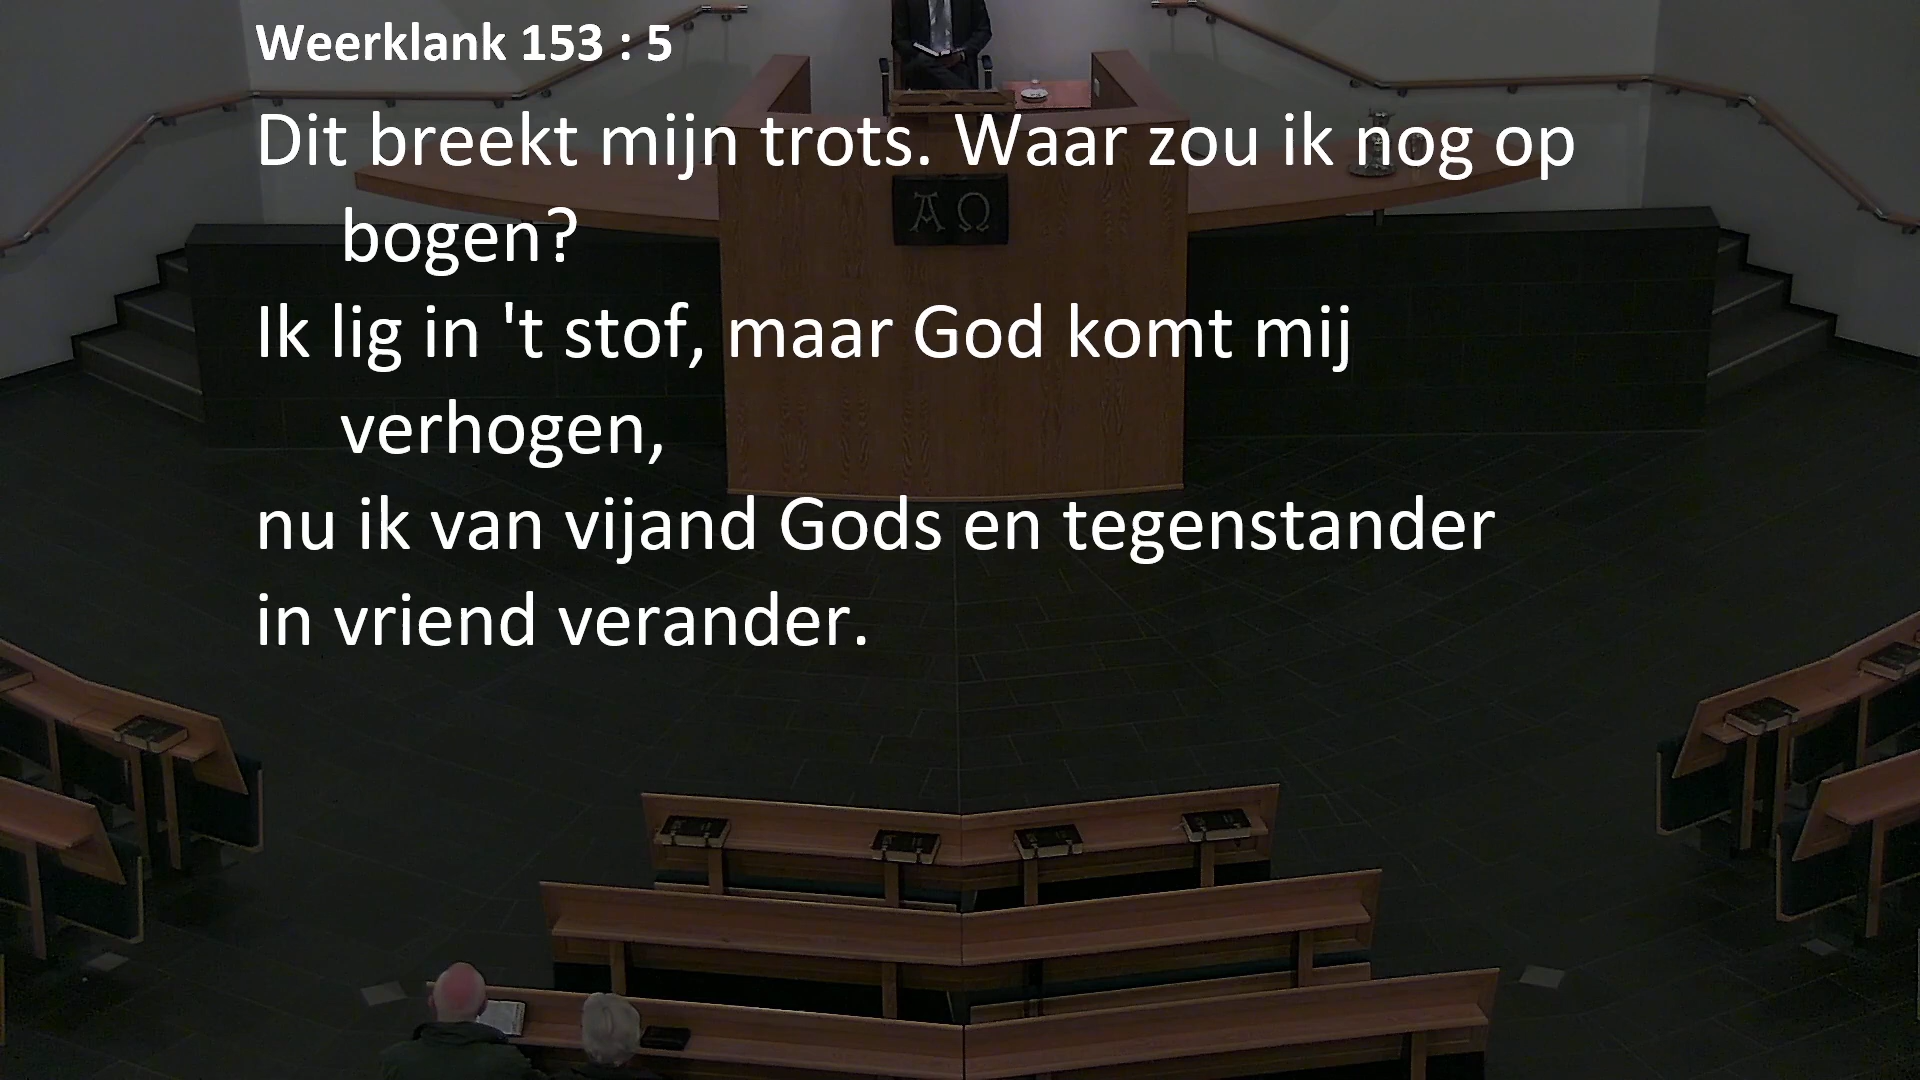 Weerklank 153 : 5
Dit breekt mijn trots. Waar zou ik nog op
bogen?
Ik lig in 't stof, maar God komt mij
verhogen,
nu ik van vijand Gods en tegenstander
in vriend verander.
ΑΩ